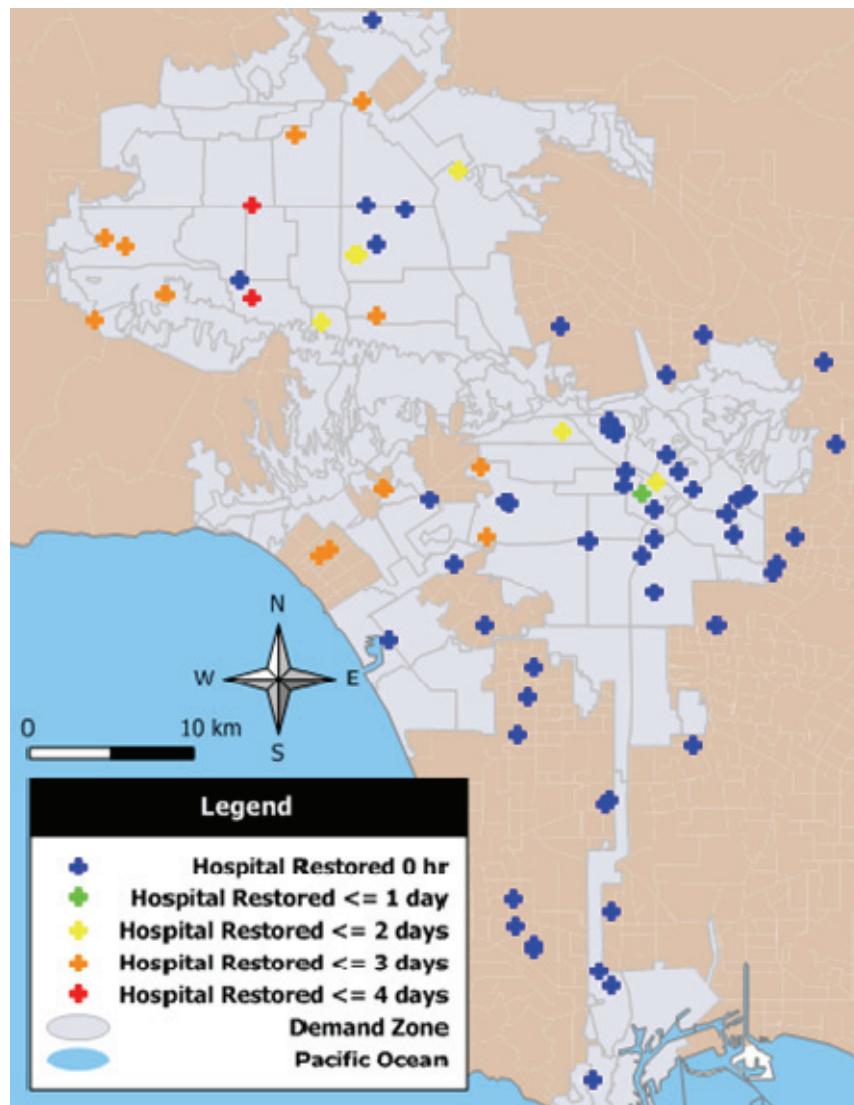 N
W E
S
0 10 km
Legend
Hospital Restored 0 hr
Hospital Restored <= 1 day
Hospital Restored <= 2 days
Hospital Restored <= 3 days
Hospital Restored <= 4 days
Demand Zone
Pacific Ocean